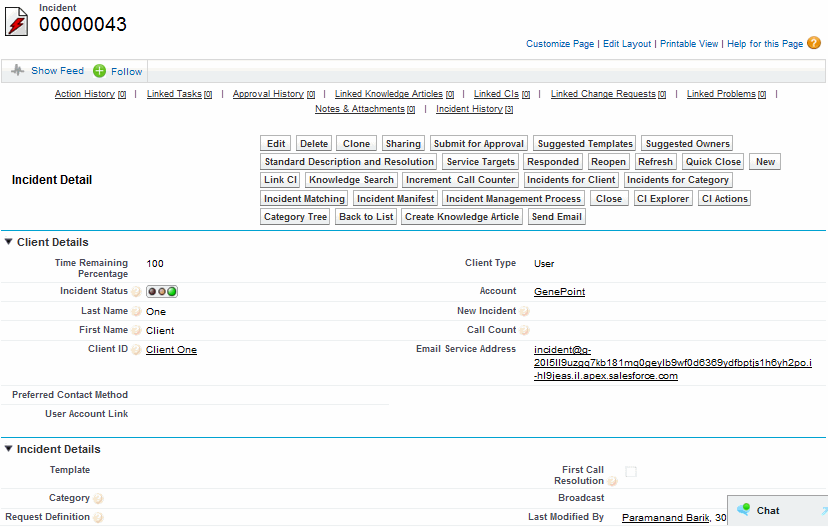 Incident
00000043
Customize Page | Edit Layout | Printable View | Help for this Page ?
Show Feed Follow
Action History [0] | Linked Tasks [0] | Approval History [0] | Linked Knowledge Articles [0] | Linked CIs [0] | Linked Change Requests [0] | Linked Problems [0] |
Notes & Attachments [0] | Incident History [3]
Edit Delete Clone Sharing Submit for Approval Suggested Templates Suggested Owners
Standard Description and Resolution Service Targets Responded Reopen Refresh Quick Close New
Incident Detail
Link CI Knowledge Search Increment Call Counter Incidents for Client Incidents for Category
Incident Matching Incident Manifest Incident Management Process Close CI Explorer CI Actions
Category Tree Back to List Create Knowledge Article Send Email
Client Details
Time Remaining Percentage 100 Client Type User
Incident Status Account GenePoint
Last Name One New Incident
First Name Client Call Count
Client ID Client One Email Service Address incident@q-
Preferred Contact Method
User Account Link
Incident Details
Template First Call Resolution
Category Broadcast
Request Definition Last Modified By Paramanand Barik, 30
Chat